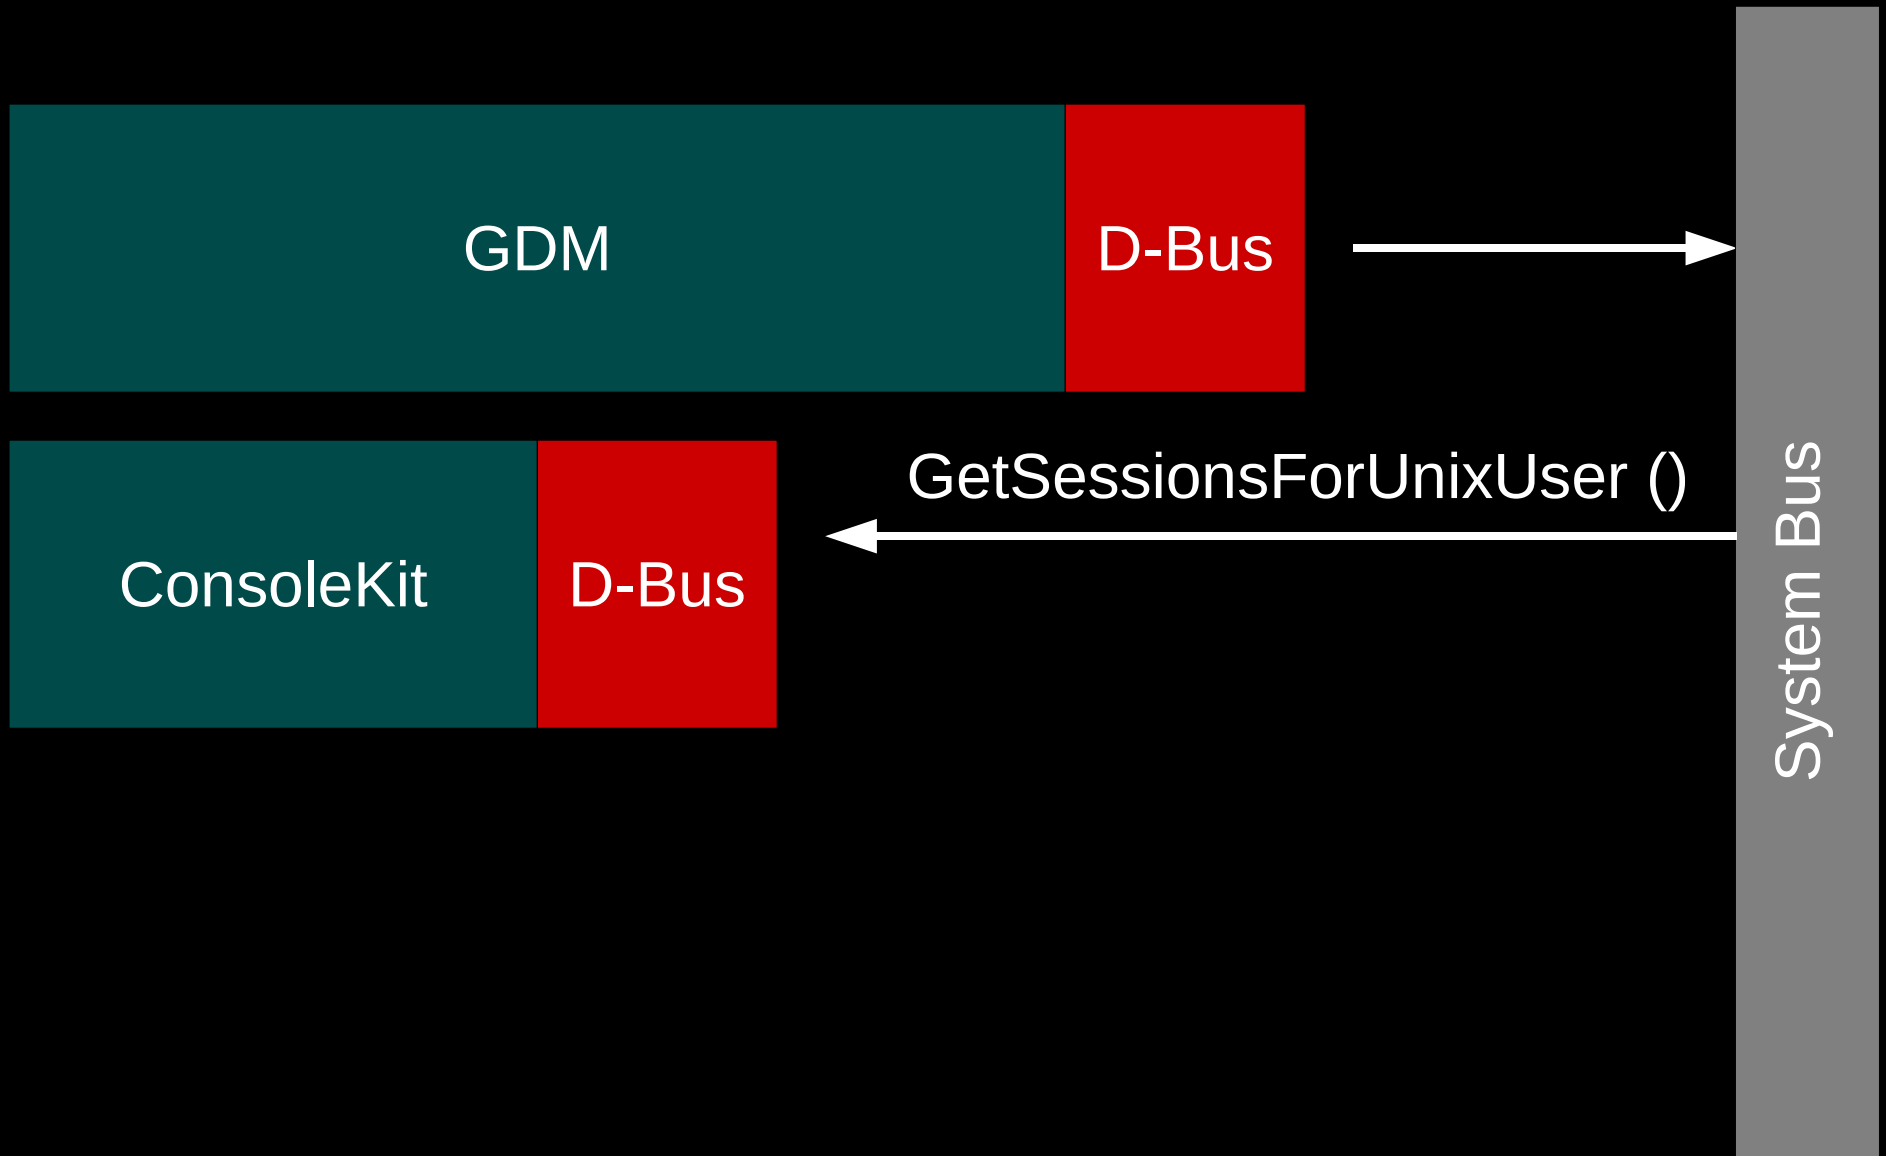 GDM
D-Bus
GetSessionsForUnixUser ()
ConsoleKit
D-Bus
System Bus